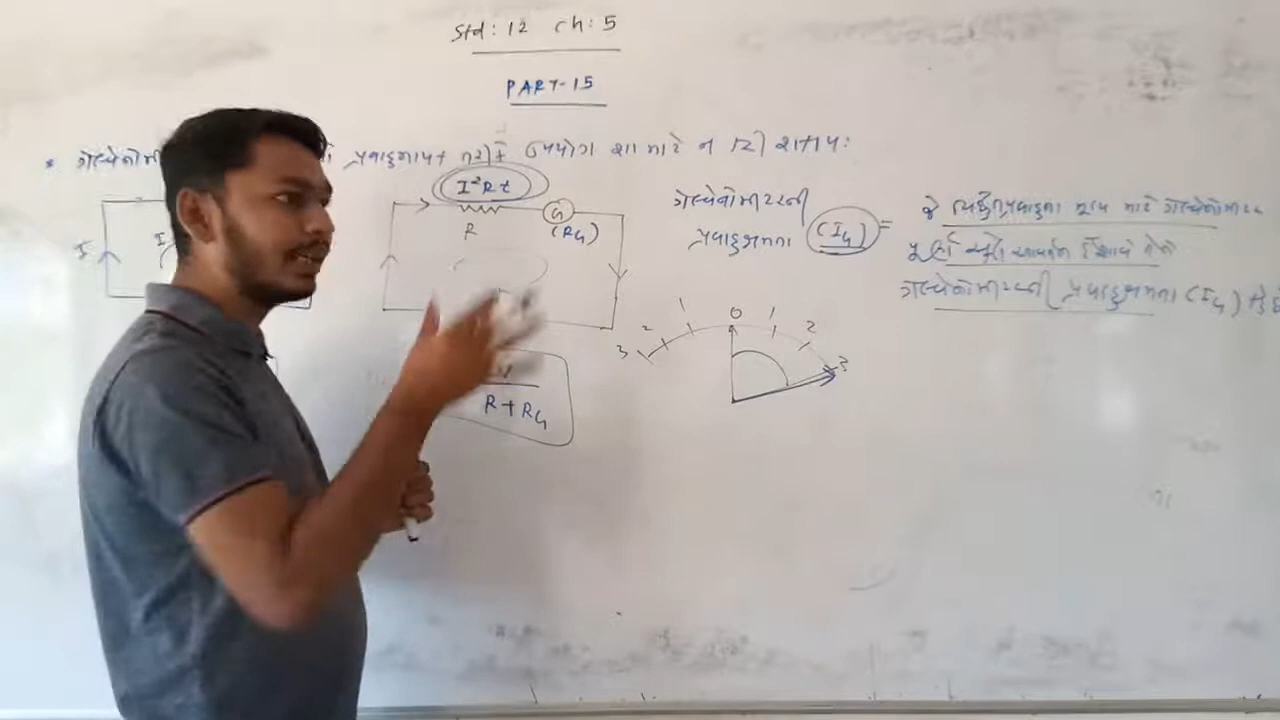 Std: 12 Ch: 5
PART-15
* પ્રવાહમાપક તરીકે ઉપયોગ શા માટે ન કરી શકાય:
I²Rt
R
G
(RG)
I
I
ગેલ્વેનોમીટરની
પ્રવાહક્ષમતા (IG) =
જે વિદ્યુતપ્રવાહના મૂલ્ય માટે ગેલ્વેનોમીટર
પૂર્ણ સ્કેલ આવર્તન દર્શાવે તેને
ગેલ્વેનોમીટરની પ્રવાહક્ષમતા (IG) કહે છે
3 2 1 0 1 2 3
R + RG